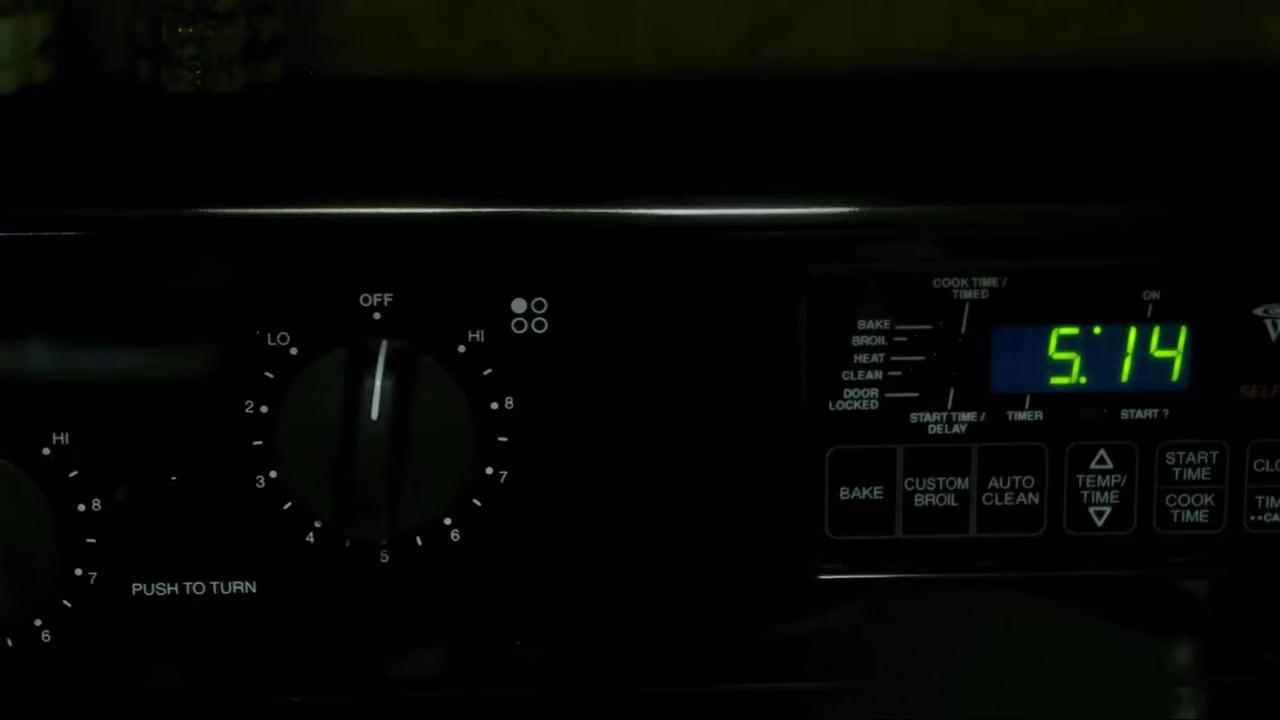 OFF
LO
HI
2
8
3
7
4
6
5
HI
8
7
6
PUSH TO TURN
COOK TIME /
TIMED
ON
BAKE
BROIL
HEAT
CLEAN
DOOR
LOCKED
5:14
START TIME /
DELAY
TIMER
START ?
BAKE
CUSTOM
BROIL
AUTO
CLEAN
TEMP/
TIME
START
TIME
COOK
TIME
CLO
TIM